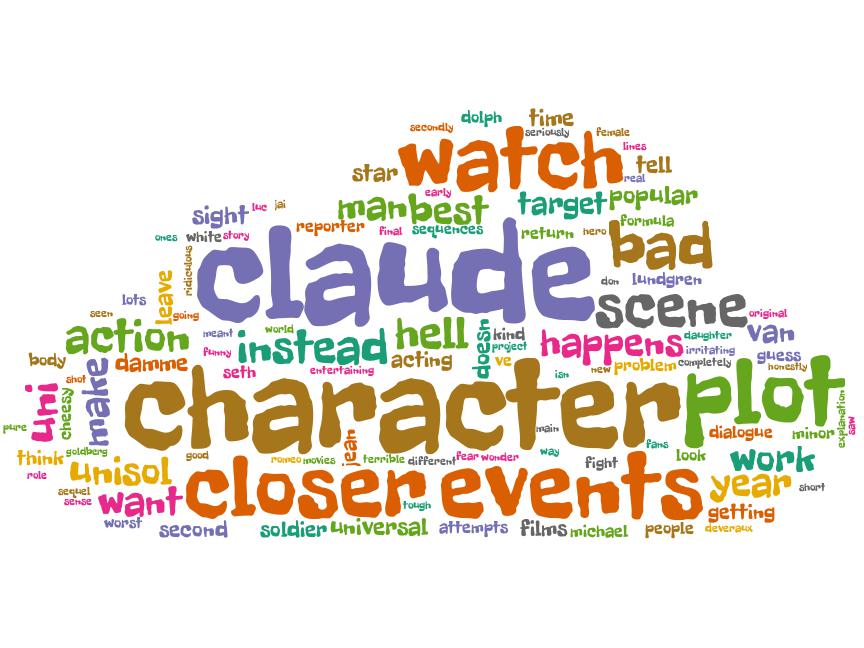 secondly dolph time
seriously female
watch lines
star tell
real
early
man best target popular
sight luc jai
reporter final sequences return hero formula
ones white story
claude bad
ridiculous
don lundgren
leave
lots
seen going
scene original
action meant world hell doesh kind happens daughter van
funny instead project irritating
body damme acting ve problem completely guess
seth entertaining isn new honestly
shot make
uni character plot
cheesy
pure explanation
main dialogue minor saw
jean fans
goldberg good way
think romeo movies terrible different fear wonder look work
role unisol fight
closer events year short
sequel
sense want tough getting
worst second soldier universal attempts films michael people deveraux